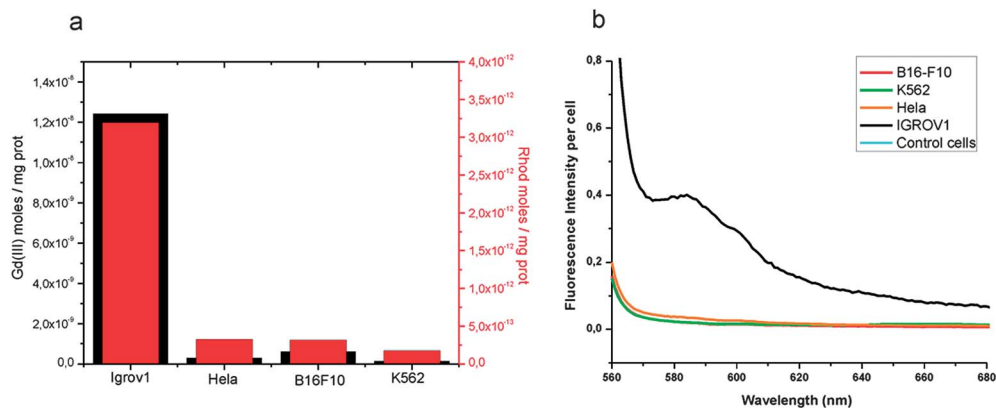 a
Gd(III) moles / mg prot
1,4x10⁻⁸
1,2x10⁻⁸
1,0x10⁻⁸
8,0x10⁻⁹
6,0x10⁻⁹
4,0x10⁻⁹
2,0x10⁻⁹
0,0
Igrov1
Hela
B16F10
K562
4,0x10⁻¹²
3,5x10⁻¹²
3,0x10⁻¹²
2,5x10⁻¹²
2,0x10⁻¹²
1,5x10⁻¹²
1,0x10⁻¹²
5,0x10⁻¹³
0,0
Rhod moles / mg prot
b
Fluorescence Intensity per cell
0,8
0,6
0,4
0,2
0,0
B16-F10
K562
Hela
IGROV1
Control cells
560
580
600
620
640
660
680
Wavelength (nm)